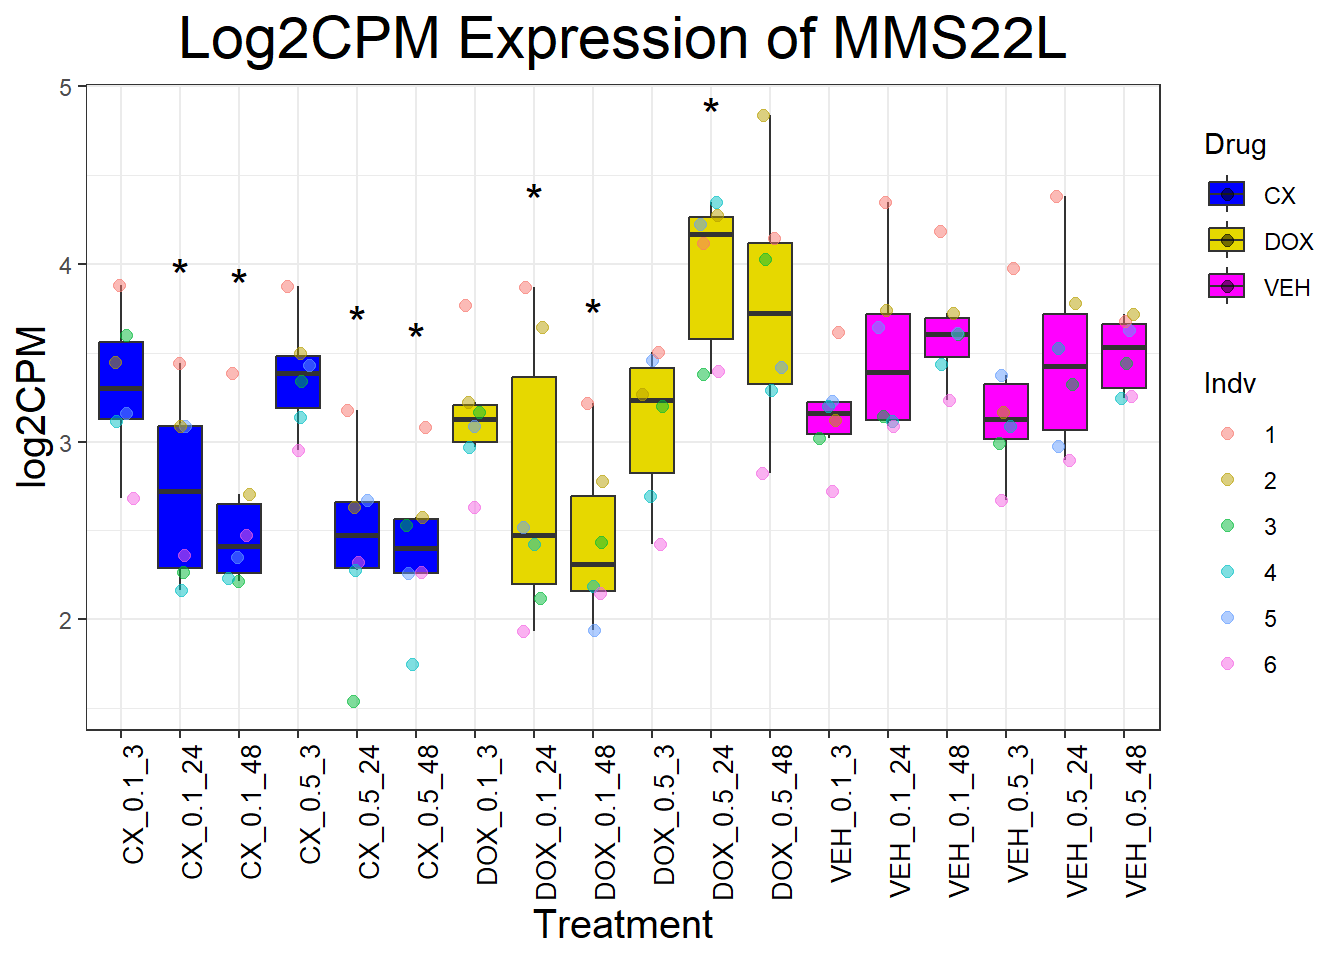 Log2CPM Expression of MMS22L
log2CPM
5
4
3
2
*
*
*
*
*
*
*
*
CX_0.1_3
CX_0.1_24
CX_0.1_48
CX_0.5_3
CX_0.5_24
CX_0.5_48
DOX_0.1_3
DOX_0.1_24
DOX_0.1_48
DOX_0.5_3
DOX_0.5_24
DOX_0.5_48
VEH_0.1_3
VEH_0.1_24
VEH_0.1_48
VEH_0.5_3
VEH_0.5_24
VEH_0.5_48
Treatment
Drug
CX
DOX
VEH
Indv
1
2
3
4
5
6